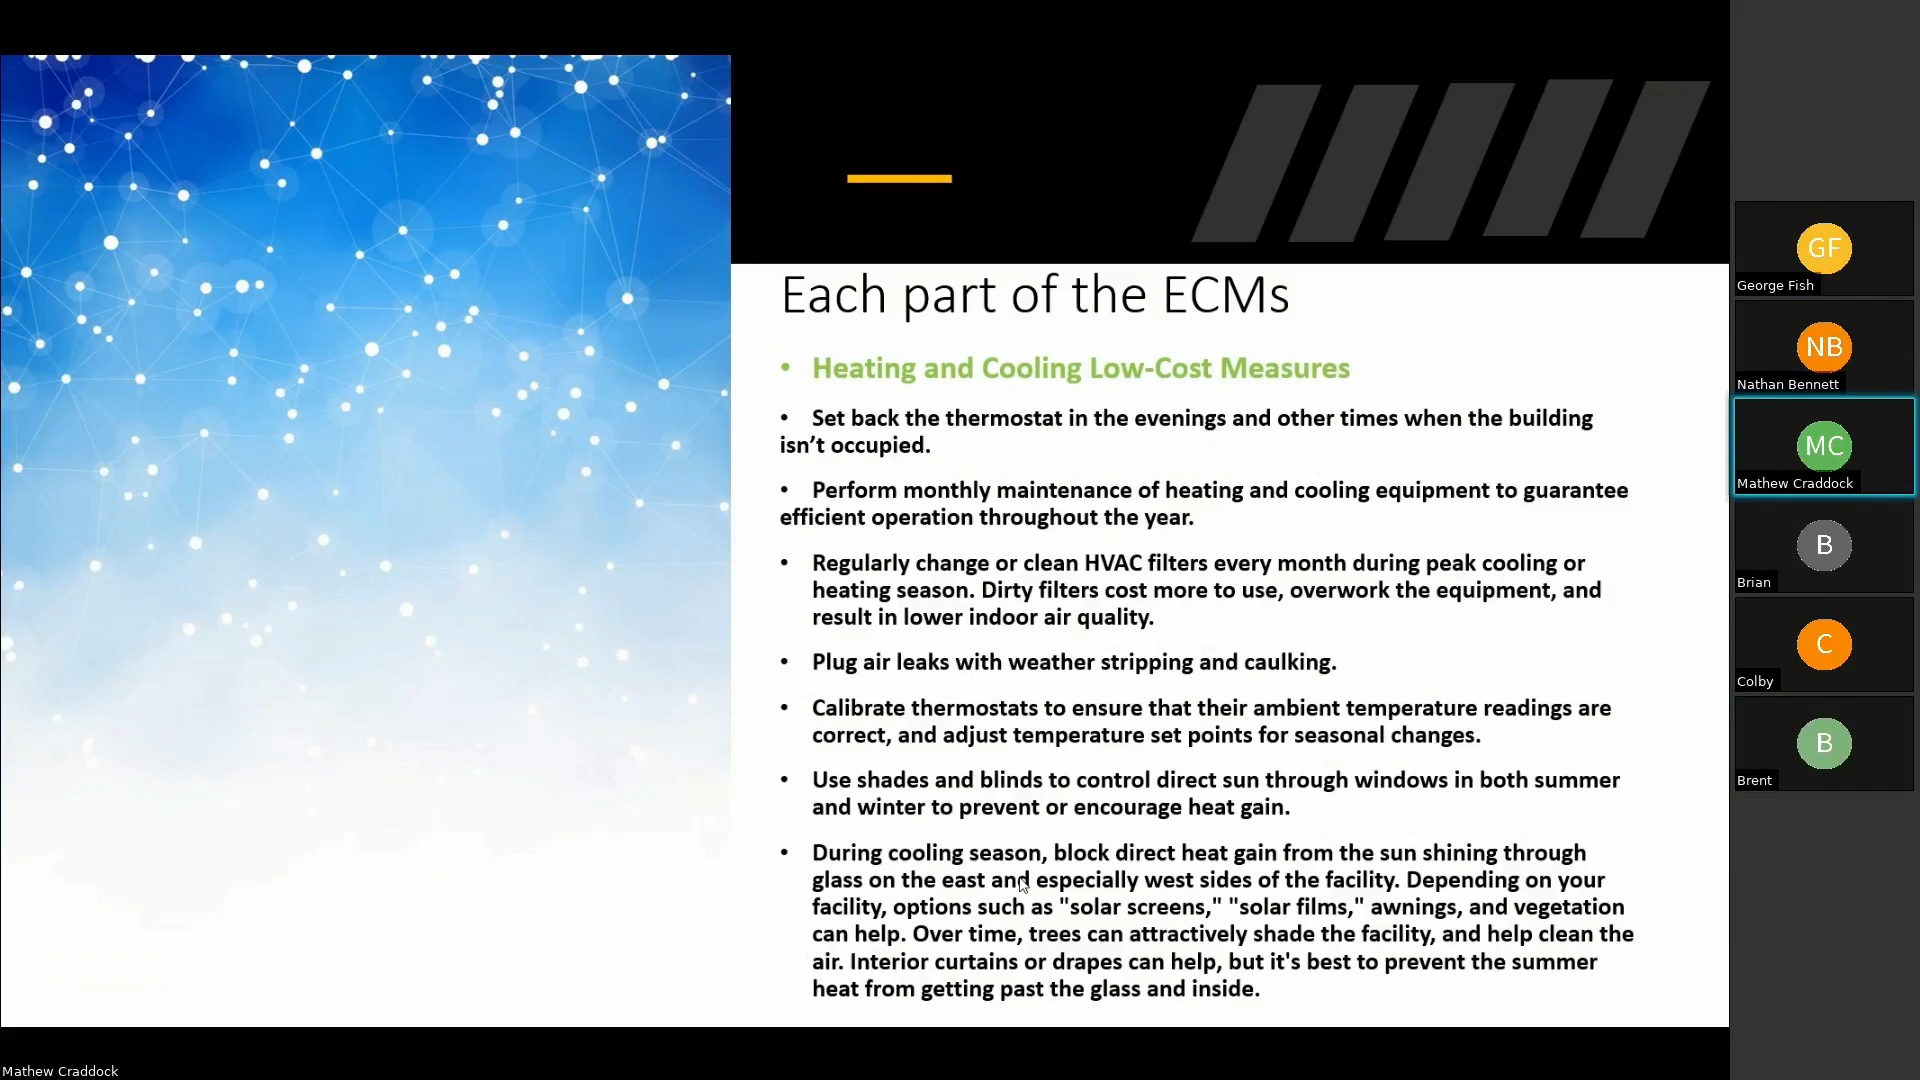 Each part of the ECMs
• Heating and Cooling Low-Cost Measures
• Set back the thermostat in the evenings and other times when the building
isn’t occupied.
• Perform monthly maintenance of heating and cooling equipment to guarantee
efficient operation throughout the year.
• Regularly change or clean HVAC filters every month during peak cooling or
heating season. Dirty filters cost more to use, overwork the equipment, and
result in lower indoor air quality.
• Plug air leaks with weather stripping and caulking.
• Calibrate thermostats to ensure that their ambient temperature readings are
correct, and adjust temperature set points for seasonal changes.
• Use shades and blinds to control direct sun through windows in both summer
and winter to prevent or encourage heat gain.
• During cooling season, block direct heat gain from the sun shining through
glass on the east and especially west sides of the facility. Depending on your
facility, options such as "solar screens," "solar films," awnings, and vegetation
can help. Over time, trees can attractively shade the facility, and help clean the
air. Interior curtains or drapes can help, but it's best to prevent the summer
heat from getting past the glass and inside.
GF
George Fish
NB
Nathan Bennett
MC
Mathew Craddock
B
Brian
C
Colby
B
Brent
Mathew Craddock